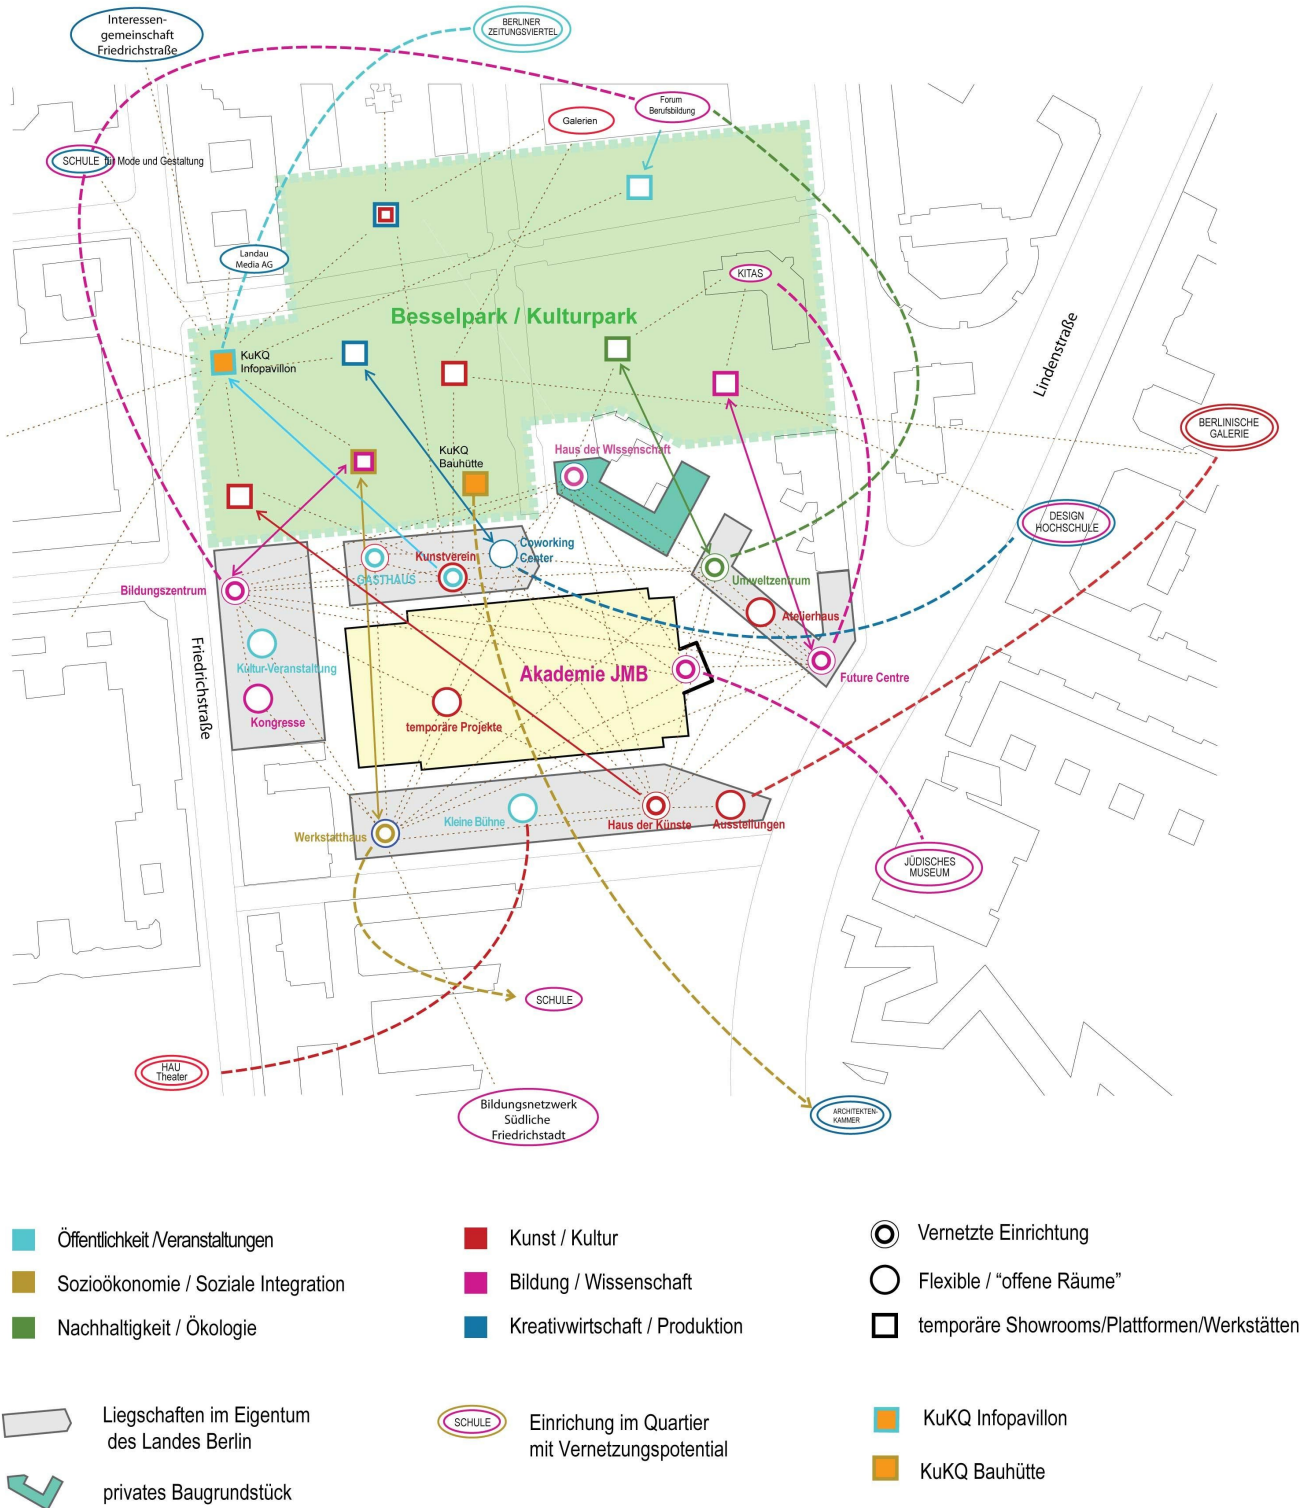 Interessen-
gemeinschaft
Friedrichstraße
BERLINER
ZEITUNGSVIERTEL
Forum
Berufsbildung
Galerien
SCHULE für Mode und Gestaltung
Landau
Media AG
KITAS
Besselpark / Kulturpark
Lindenstraße
KuKQ
Infopavillon
BERLINISCHE
GALERIE
KuKQ
Bauhütte
Haus der Wissenschaft
DESIGN
HOCHSCHULE
Coworking
Center
Kunstverein
GASTHAUS
Umweltzentrum
Bildungszentrum
Atelierhaus
Friedrichstraße
Kultur-Veranstaltung
Akademie JMB
Future Centre
Kongresse
temporäre Projekte
Kleine Bühne
Haus der Künste
Ausstellungen
Werkstatthaus
JÜDISCHES
MUSEUM
SCHULE
HAU
Theater
Bildungsnetzwerk
Südliche
Friedrichstadt
ARCHITEKTEN-
KAMMER
Öffentlichkeit /Veranstaltungen
Kunst / Kultur
Vernetzte Einrichtung
Sozioökonomie / Soziale Integration
Bildung / Wissenschaft
Flexible / “offene Räume”
Nachhaltigkeit / Ökologie
Kreativwirtschaft / Produktion
temporäre Showrooms/Plattformen/Werkstätten
Liegschaften im Eigentum
des Landes Berlin
SCHULE
Einrichung im Quartier
mit Vernetzungspotential
KuKQ Infopavillon
KuKQ Bauhütte
privates Baugrundstück